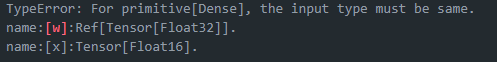 TypeError: For primitive[Dense], the input type must be same.
name:[w]:Ref[Tensor[Float32]].
name:[x]:Tensor[Float16].